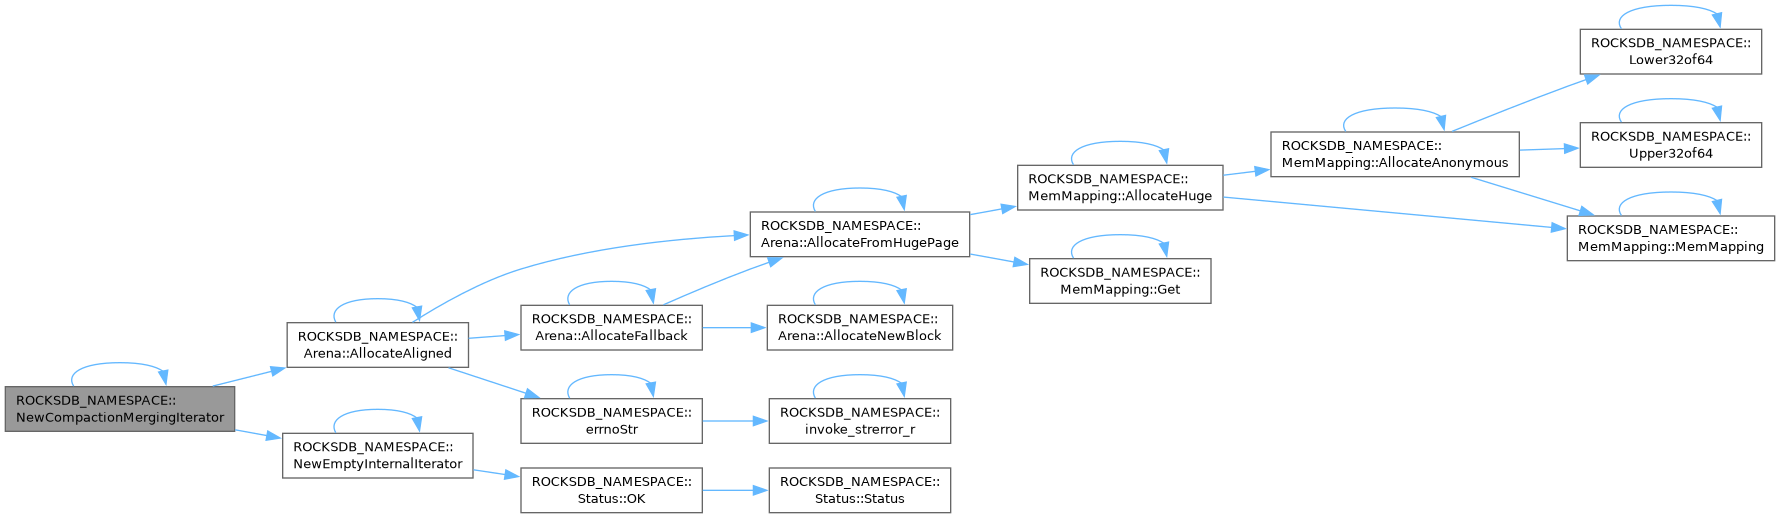 ROCKSDB_NAMESPACE::
NewCompactionMergingIterator
ROCKSDB_NAMESPACE::
Arena::AllocateAligned
ROCKSDB_NAMESPACE::
NewEmptyInternalIterator
ROCKSDB_NAMESPACE::
Arena::AllocateFallback
ROCKSDB_NAMESPACE::
errnoStr
ROCKSDB_NAMESPACE::
Status::OK
ROCKSDB_NAMESPACE::
Arena::AllocateFromHugePage
ROCKSDB_NAMESPACE::
Arena::AllocateNewBlock
ROCKSDB_NAMESPACE::
invoke_strerror_r
ROCKSDB_NAMESPACE::
Status::Status
ROCKSDB_NAMESPACE::
MemMapping::AllocateHuge
ROCKSDB_NAMESPACE::
MemMapping::Get
ROCKSDB_NAMESPACE::
MemMapping::AllocateAnonymous
ROCKSDB_NAMESPACE::
Lower32of64
ROCKSDB_NAMESPACE::
Upper32of64
ROCKSDB_NAMESPACE::
MemMapping::MemMapping